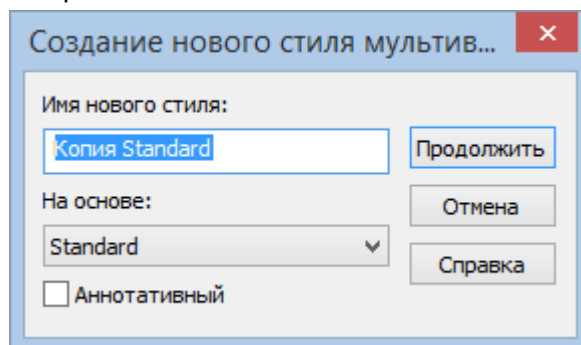 Создание нового стиля мультив...
Имя нового стиля:
Копия Standard
Продолжить
На основе:
Отмена
Standard
Справка
Аннотативный